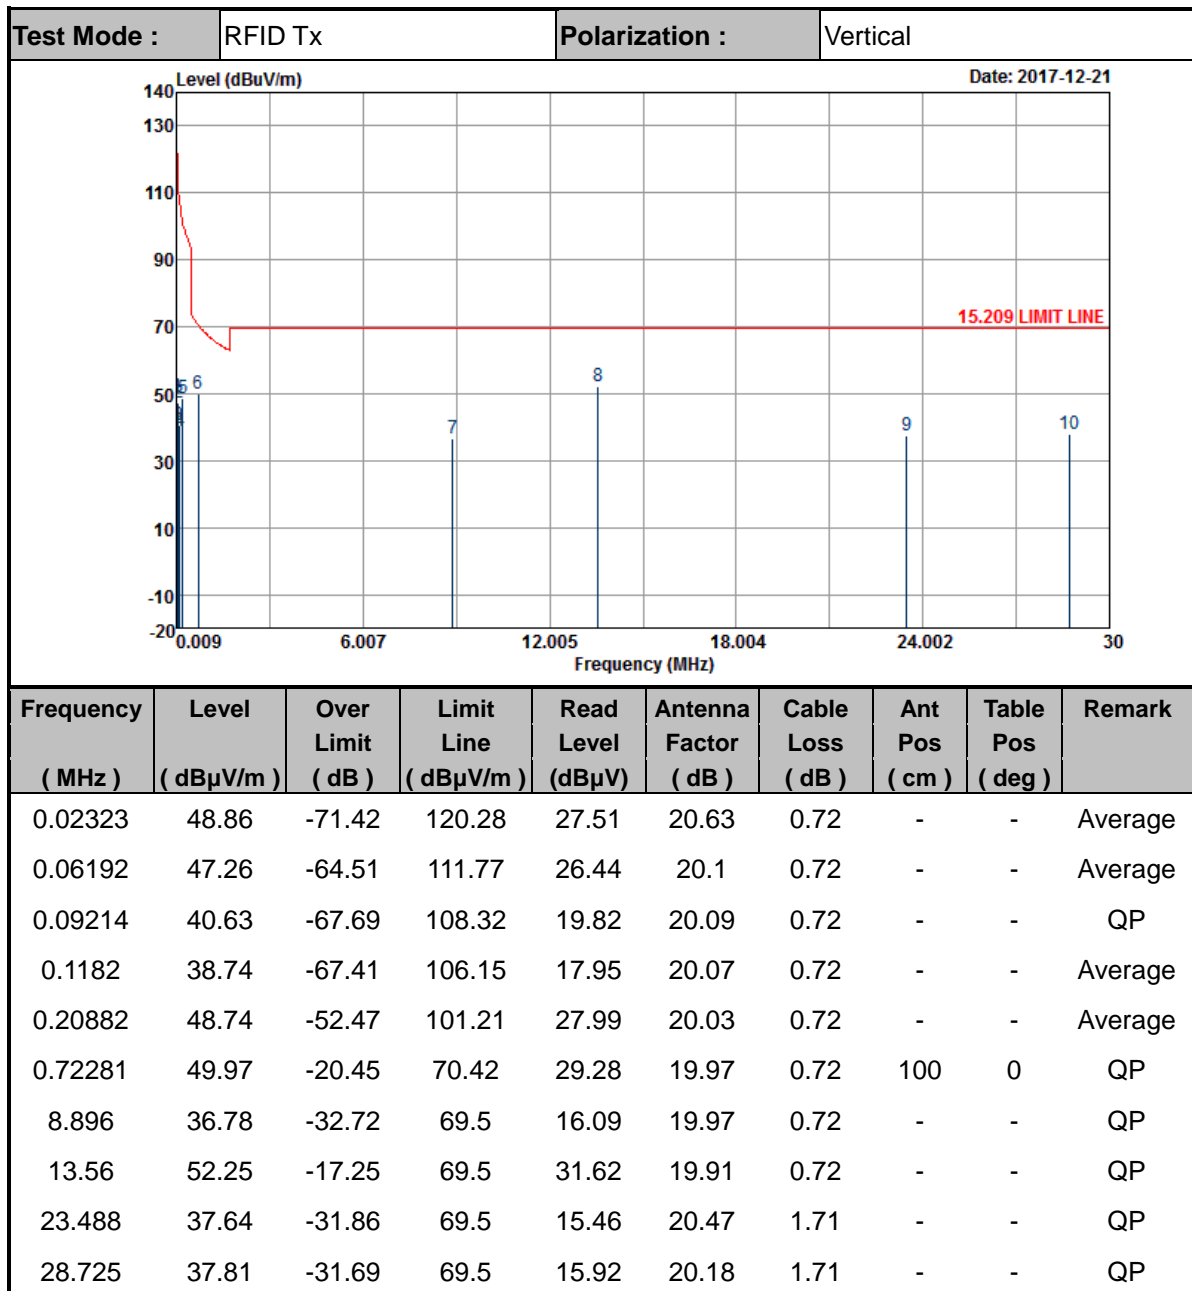 Test Mode : RFID Tx Polarization : Vertical
Level (dBuV/m) Date: 2017-12-21
140
130
110
90
70
50
30
10
-10
-20
15.209 LIMIT LINE
5 6
7
8
9
10
0.009 6.007 12.005 18.004 24.002 30
Frequency (MHz)
Frequency Level Over Limit Read Antenna Cable Ant Table Remark
Limit Line Level Factor Loss Pos Pos
( MHz ) ( dBµV/m ) ( dB ) ( dBµV/m ) (dBµV) ( dB ) ( dB ) ( cm ) ( deg )
0.02323 48.86 -71.42 120.28 27.51 20.63 0.72 - - Average
0.06192 47.26 -64.51 111.77 26.44 20.1 0.72 - - Average
0.09214 40.63 -67.69 108.32 19.82 20.09 0.72 - - QP
0.1182 38.74 -67.41 106.15 17.95 20.07 0.72 - - Average
0.20882 48.74 -52.47 101.21 27.99 20.03 0.72 - - Average
0.72281 49.97 -20.45 70.42 29.28 19.97 0.72 100 0 QP
8.896 36.78 -32.72 69.5 16.09 19.97 0.72 - - QP
13.56 52.25 -17.25 69.5 31.62 19.91 0.72 - - QP
23.488 37.64 -31.86 69.5 15.46 20.47 1.71 - - QP
28.725 37.81 -31.69 69.5 15.92 20.18 1.71 - - QP